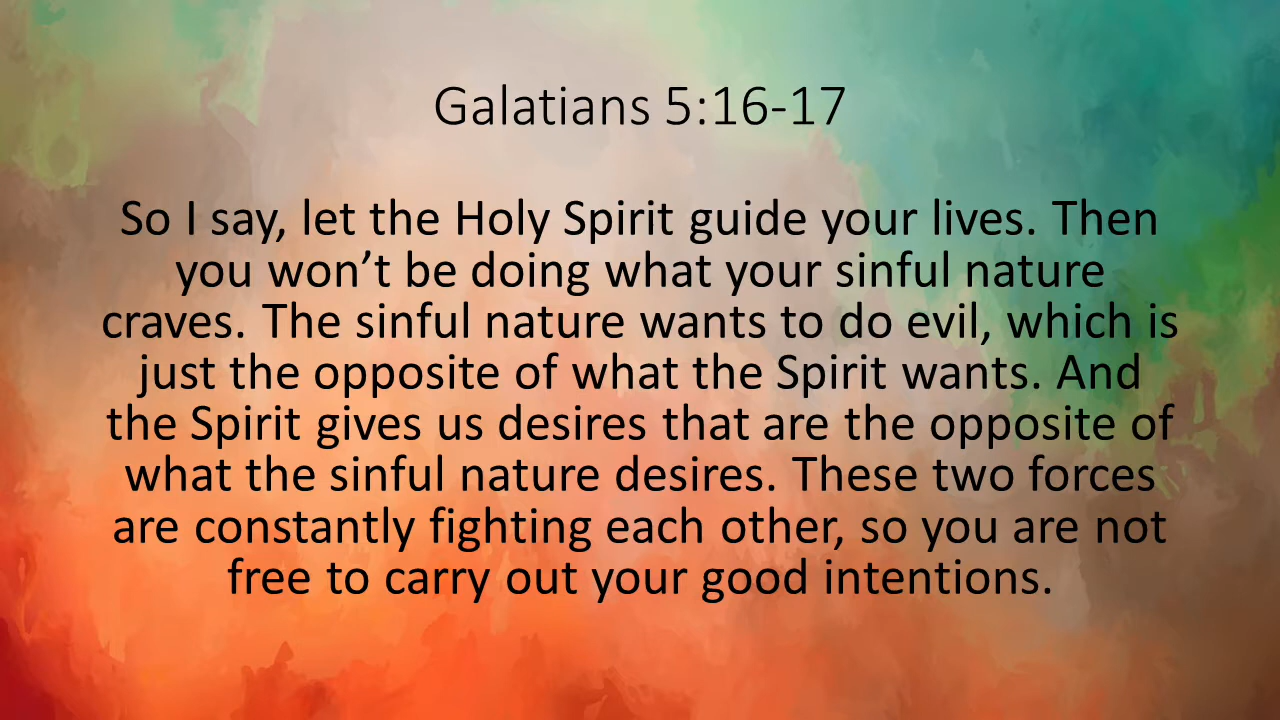 Galatians 5:16-17
So I say, let the Holy Spirit guide your lives. Then
you won’t be doing what your sinful nature
craves. The sinful nature wants to do evil, which is
just the opposite of what the Spirit wants. And
the Spirit gives us desires that are the opposite of
what the sinful nature desires. These two forces
are constantly fighting each other, so you are not
free to carry out your good intentions.